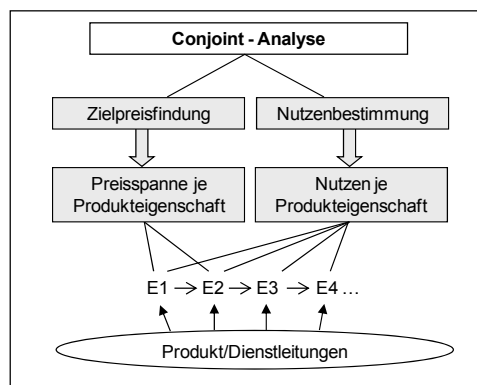 Conjoint - Analyse
Zielpreisfindung
Nutzenbestimmung
Preisspanne je
Produkteigenschaft
Nutzen je
Produkteigenschaft
E1 → E2 → E3 → E4 ...
Produkt/Dienstleitungen